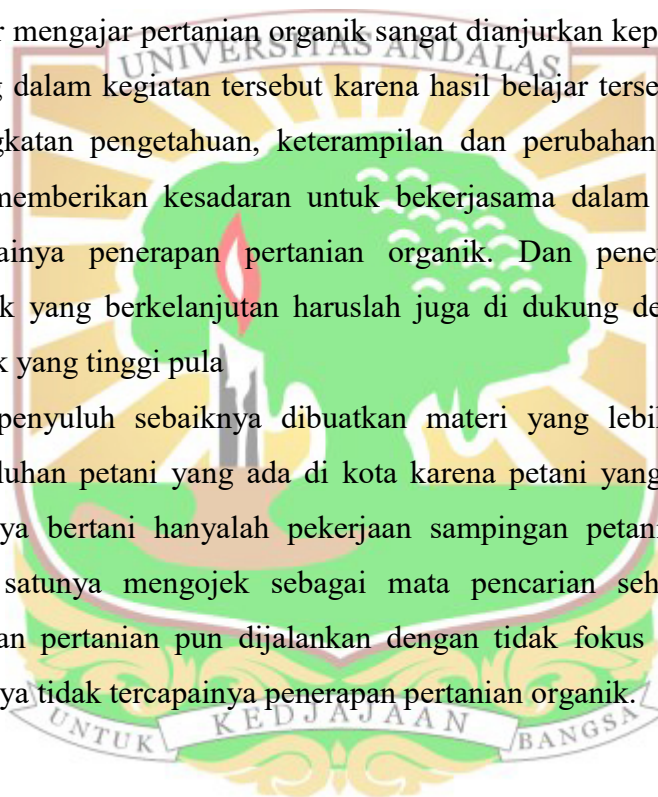 r mengajar pertanian organik sangat dianjurkan kep
UNIVERSITAS ANDALAS
g dalam kegiatan tersebut karena hasil belajar terse
gkatan pengetahuan, keterampilan dan perubahan
memberikan kesadaran untuk bekerjasama dalam
ainya penerapan pertanian organik. Dan pener
k yang berkelanjutan haruslah juga di dukung de
k yang tinggi pula
penyuluh sebaiknya dibuatkan materi yang lebil
luhan petani yang ada di kota karena petani yang
ya bertani hanyalah pekerjaan sampingan petani
satunya mengojek sebagai mata pencarian seh
an pertanian pun dijalankan dengan tidak fokus
ya tidak tercapainya penerapan pertanian organik.
UNTUK KEDJAJAAN BANGSA